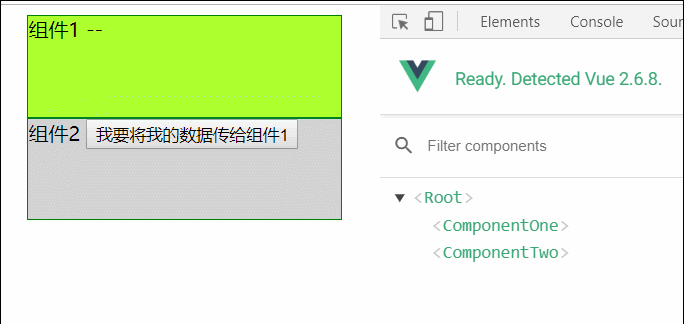 组件1 --
组件2 我要将我的数据传给组件1
Elements Console Sour
Ready. Detected Vue 2.6.8.
Filter components
<Root>
<ComponentOne>
<ComponentTwo>